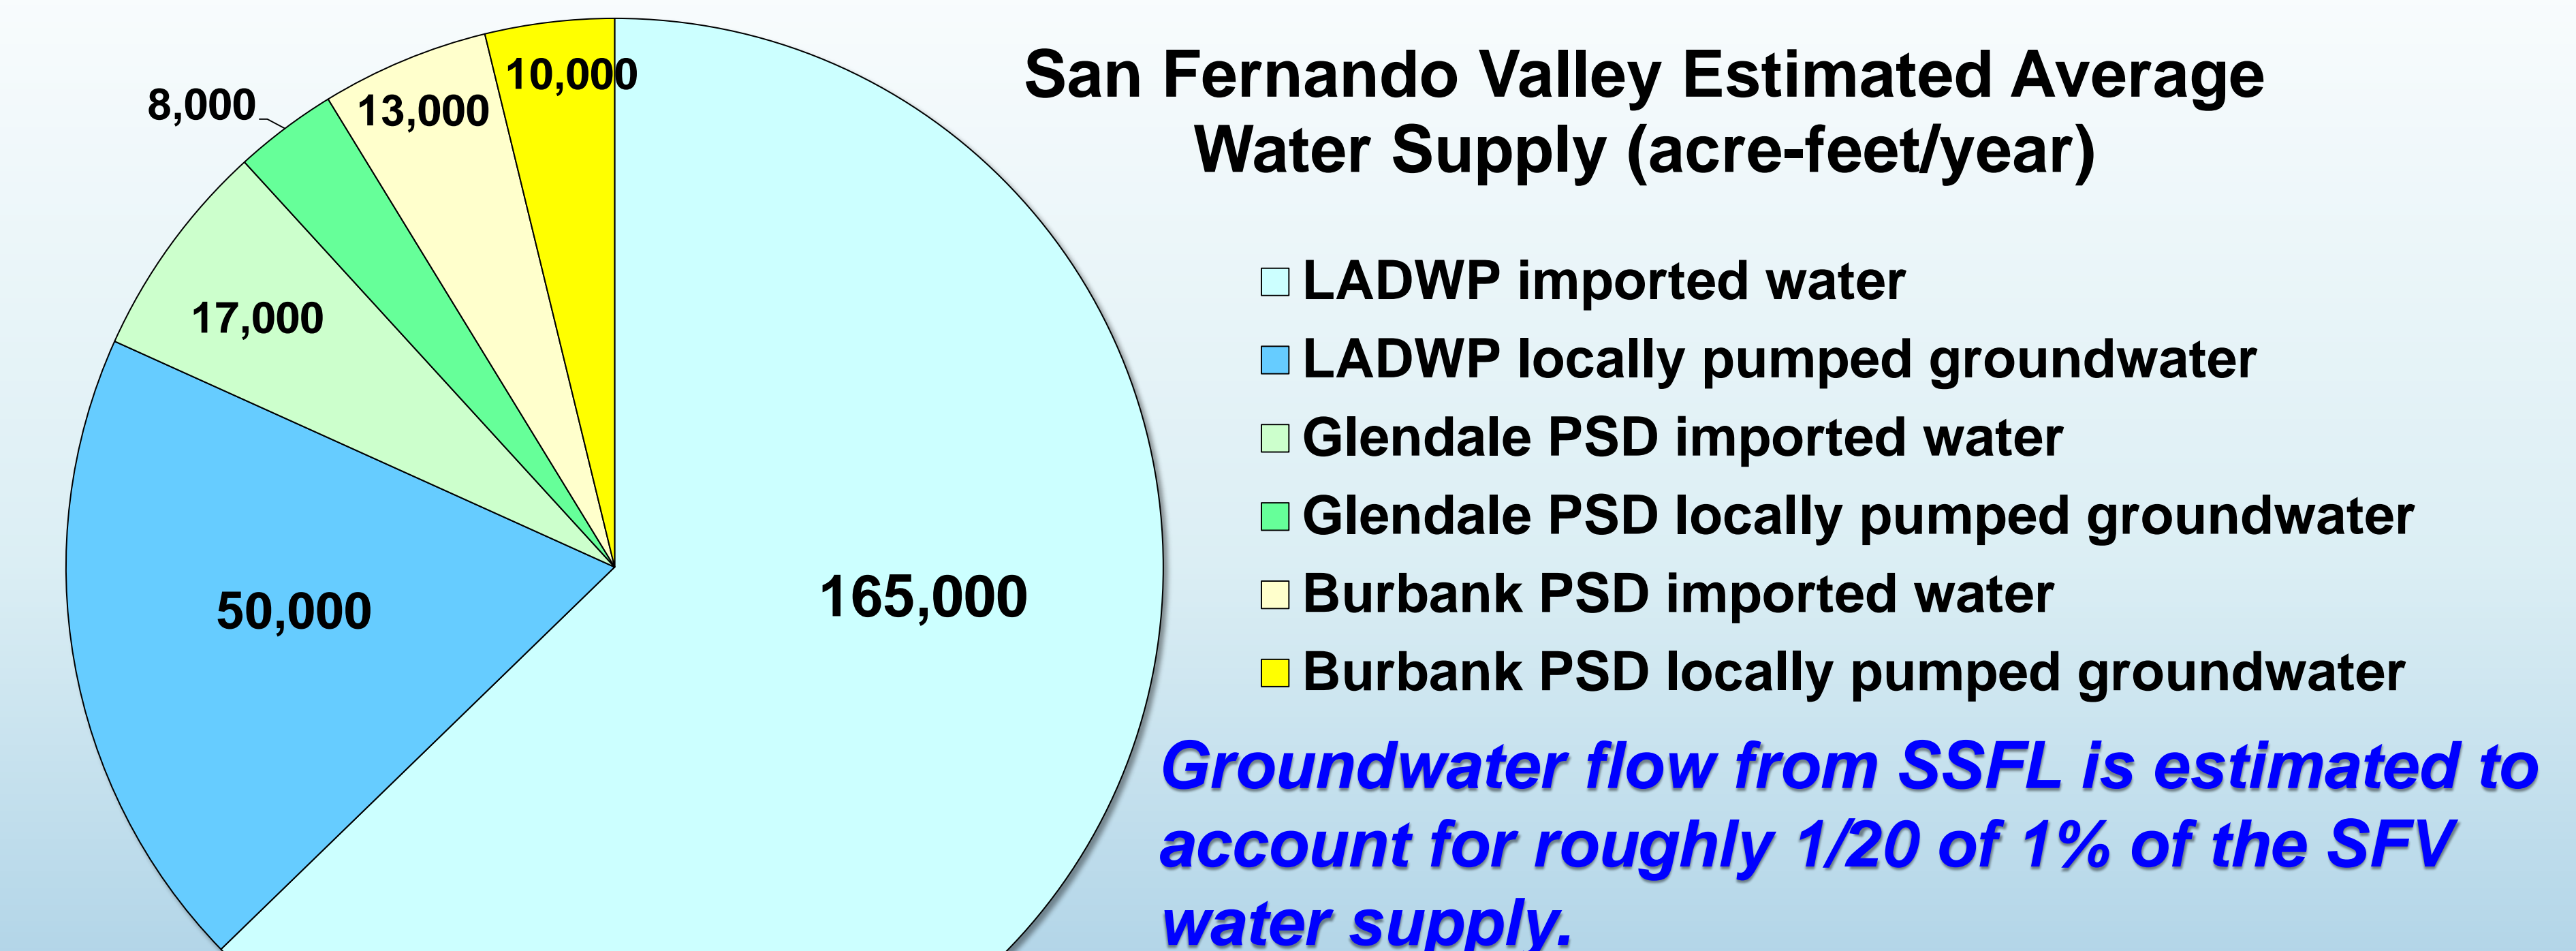 San Fernando Valley Estimated Average
Water Supply (acre-feet/year)
10,000
8,000
13,000
17,000
50,000
165,000
LADWP imported water
LADWP locally pumped groundwater
Glendale PSD imported water
Glendale PSD locally pumped groundwater
Burbank PSD imported water
Burbank PSD locally pumped groundwater
Groundwater flow from SSFL is estimated to
account for roughly 1/20 of 1% of the SFV
water supply.